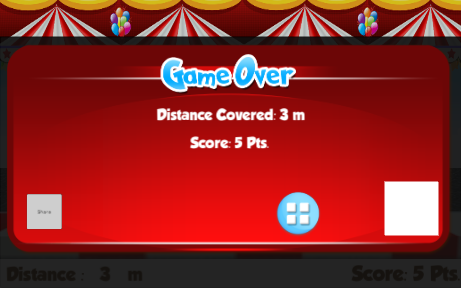 Game Over
Distance Covered: 3 m
Score: 5 Pts.
Share
Distance : 3 m
Score: 5 Pts